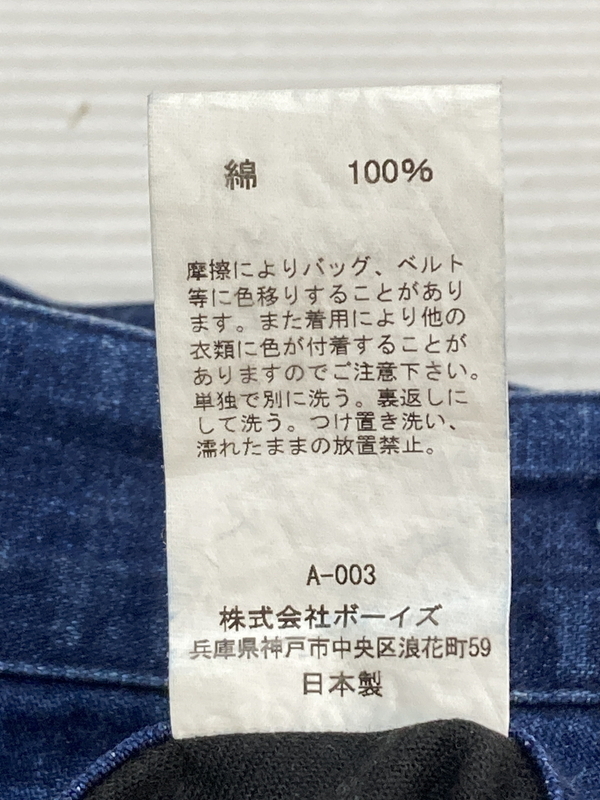 綿 100%
摩擦によりバッグ、ベルト
等に色移りすることがあり
ます。また着用により他の
衣類に色が付着することが
ありますのでご注意下さい。
単独で別に洗う。裏返しに
して洗う。つけ置き洗い、
濡れたままの放置禁止。
A-003
株式会社ボーイズ
兵庫県神戸市中央区浪花町59
日本製